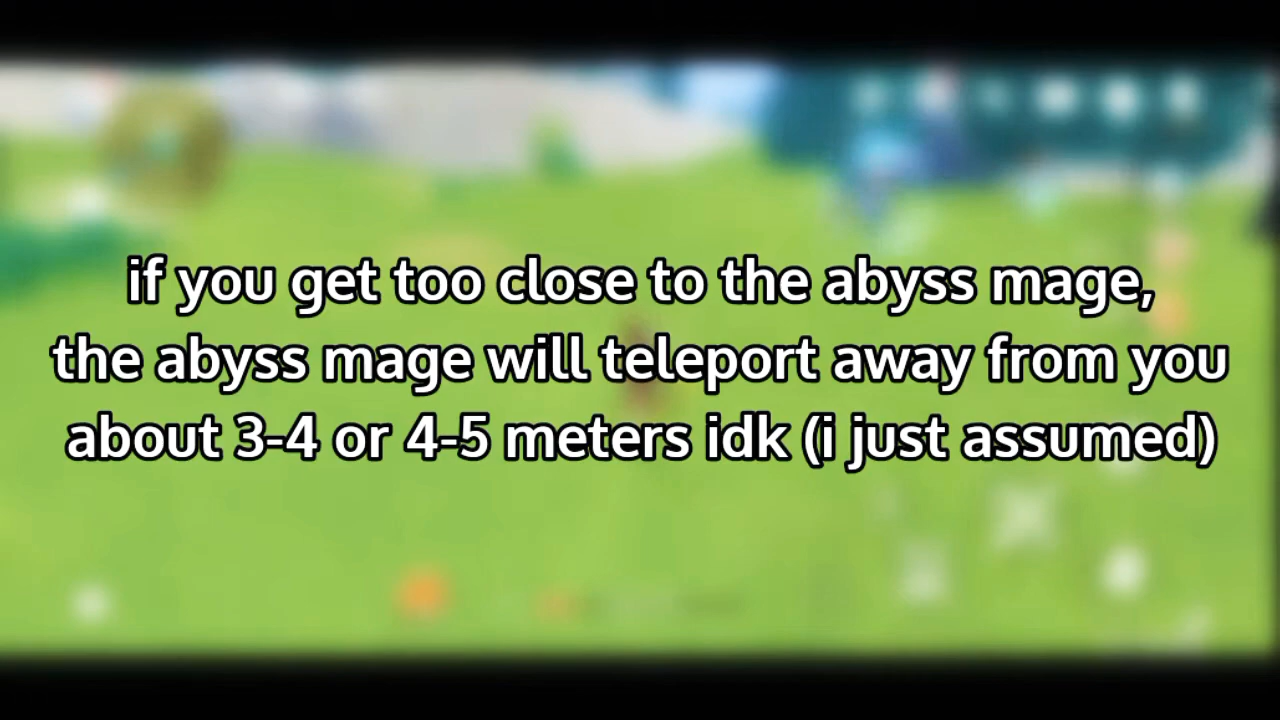 if you get too close to the abyss mage,
the abyss mage will teleport away from you
about 3-4 or 4-5 meters idk (i just assumed)